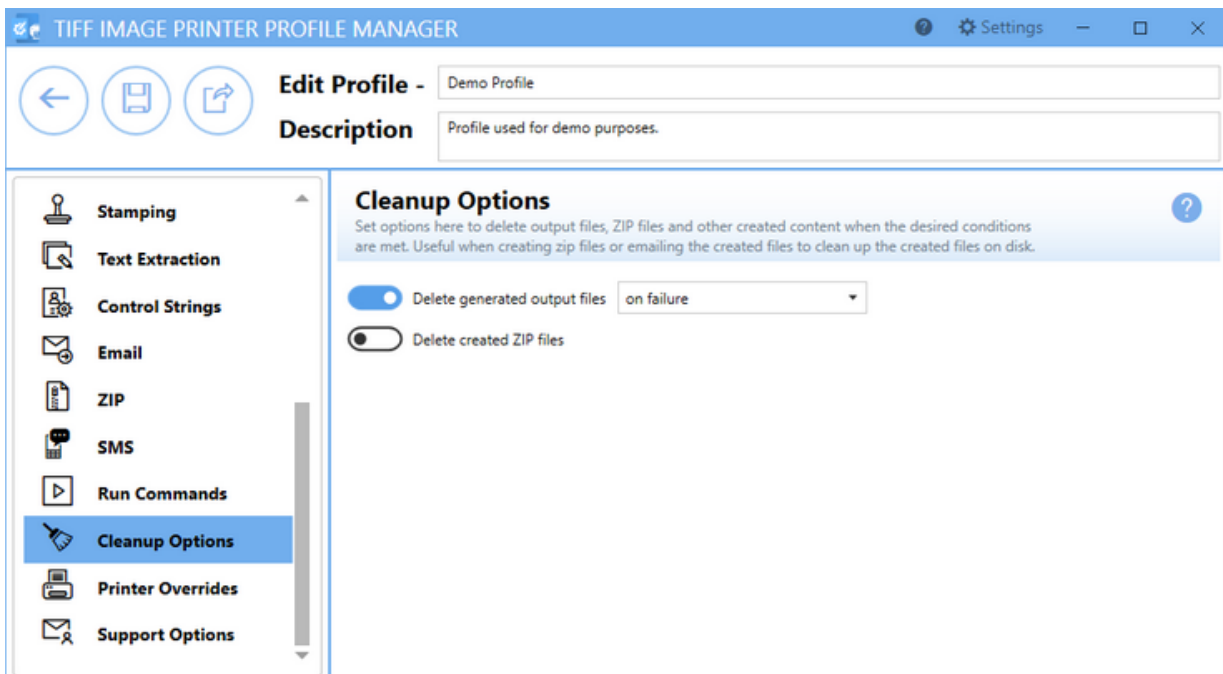 TIFF IMAGE PRINTER PROFILE MANAGER
? Settings
Edit Profile - Demo Profile
Description Profile used for demo purposes.
Stamping
Text Extraction
Control Strings
Email
ZIP
SMS
Run Commands
Cleanup Options
Printer Overrides
Support Options
Cleanup Options
?
Set options here to delete output files, ZIP files and other created content when the desired conditions
are met. Useful when creating zip files or emailing the created files to clean up the created files on disk.
Delete generated output files on failure
Delete created ZIP files